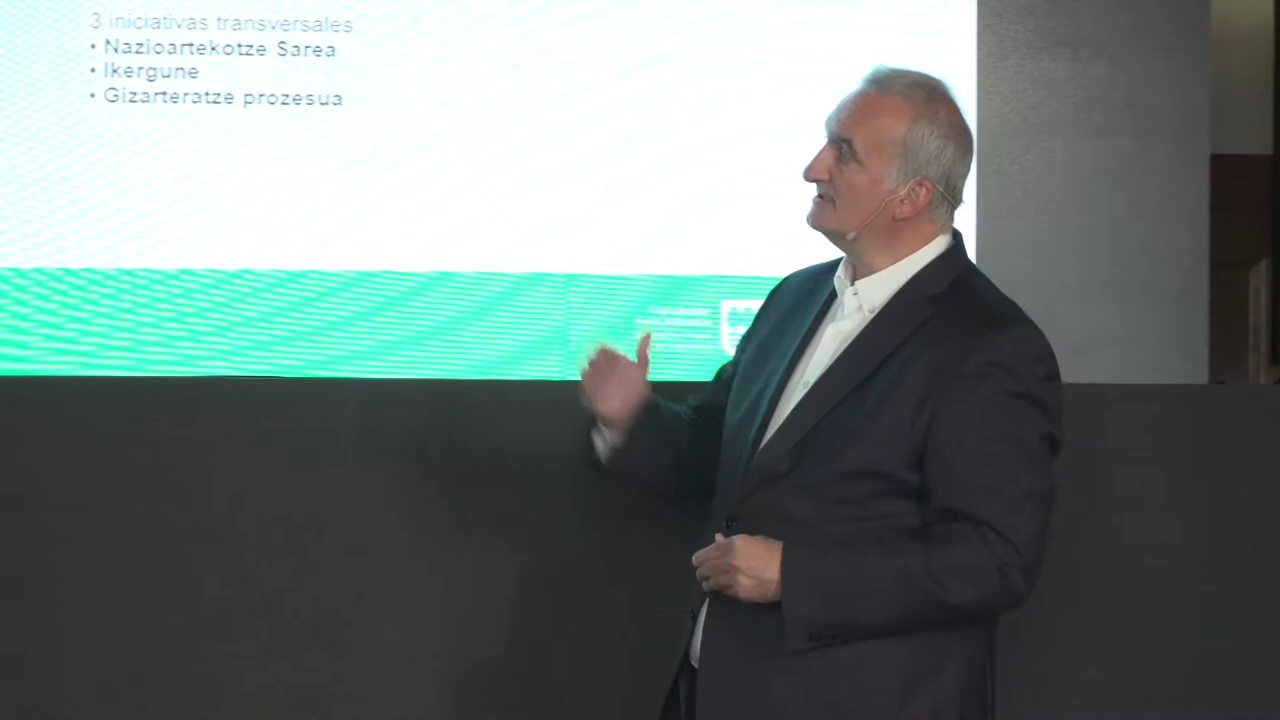 3 iniciativas transversales
• Nazioartekotze Sarea
• Ikergune
• Gizarteratze prozesua